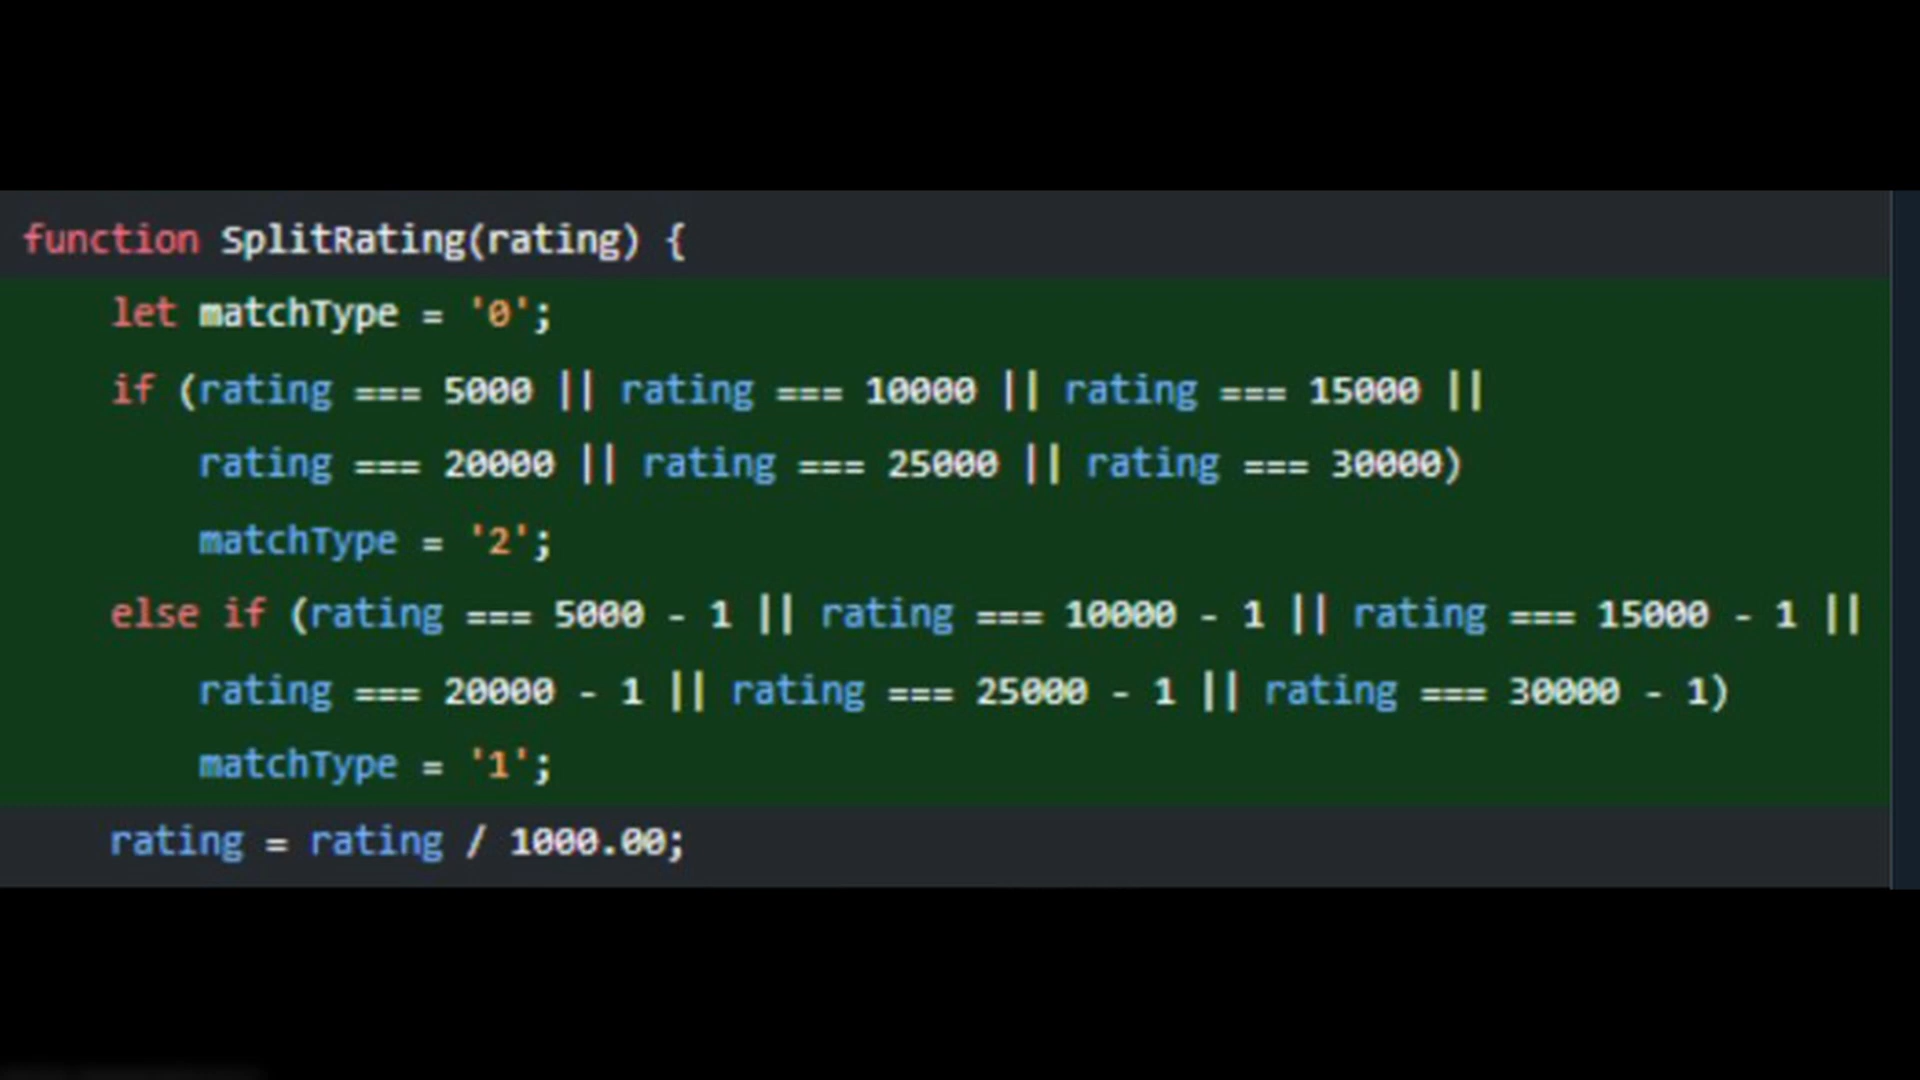 function SplitRating(rating) {
let matchType = '0';
if (rating === 5000 || rating === 10000 || rating === 15000 ||
rating === 20000 || rating === 25000 || rating === 30000)
matchType = '2';
else if (rating === 5000 - 1 || rating === 10000 - 1 || rating === 15000 - 1 ||
rating === 20000 - 1 || rating === 25000 - 1 || rating === 30000 - 1)
matchType = '1';
rating = rating / 1000.00;